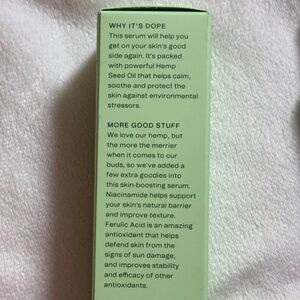 WHY IT'S DOPE
This serum will help you
get on your skin's good
side again. It's packed
with powerful Hemp
Seed Oil that helps calm,
soothe and protect the
skin against environmental
stressors.
MORE GOOD STUFF
We love our hemp, but
the more the merrier
when it comes to our
buds, so we've added a
few extra goodies into
this skin-boosting serum.
Niacinamide helps support
your skin's natural barrier
and improve texture.
Ferulic Acid is an amazing
antioxidant that helps
defend skin from the
signs of sun damage,
and improves stability
and efficacy of other
antioxidants.